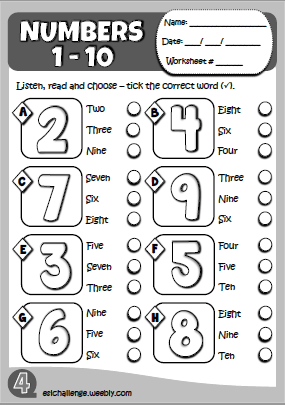 NUMBERS
1 - 10
Name: ______________
Date: ___/ ___/ _______
Worksheet # ______
Listen, read and choose – tick the correct word (✓).
A
2
Two
Three
Nine
B
4
Eight
Six
Four
C
7
Seven
Six
Eight
D
9
Three
Nine
Six
E
3
Five
Seven
Three
F
5
Four
Five
Ten
G
6
Nine
Five
Six
H
8
Eight
Nine
Ten
4
eslchallenge.weebly.com